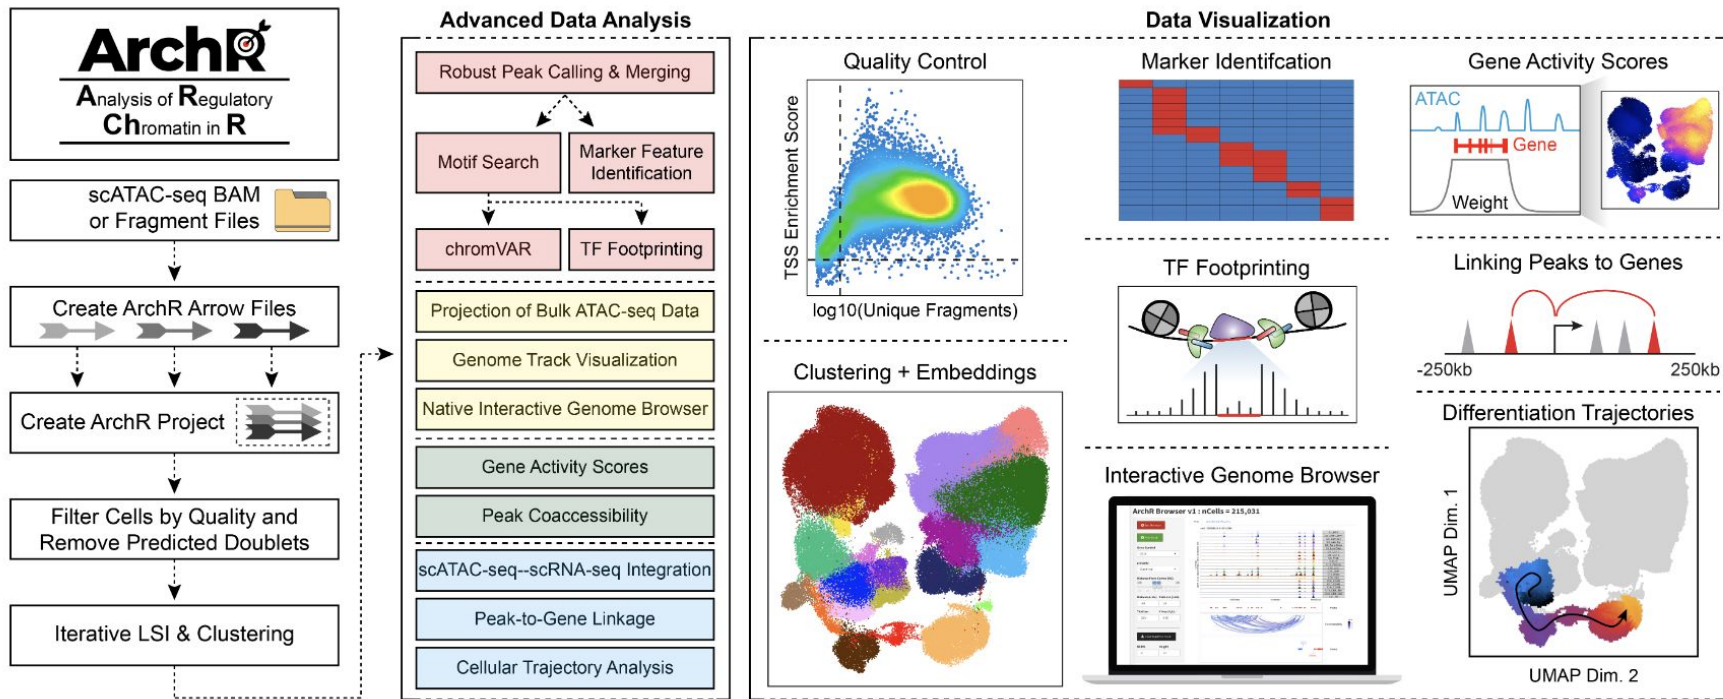 ArchR
Analysis of Regulatory
Chromatin in R
scATAC-seq BAM
or Fragment Files
Create ArchR Arrow Files
Create ArchR Project
Filter Cells by Quality and
Remove Predicted Doublets
Iterative LSI & Clustering
Advanced Data Analysis
Robust Peak Calling & Merging
Motif Search
Marker Feature
Identification
chromVAR
TF Footprinting
Projection of Bulk ATAC-seq Data
Genome Track Visualization
Native Interactive Genome Browser
Gene Activity Scores
Peak Coaccessibility
scATAC-seq--scRNA-seq Integration
Peak-to-Gene Linkage
Cellular Trajectory Analysis
Data Visualization
Quality Control
TSS Enrichment Score
log10(Unique Fragments)
Clustering + Embeddings
Marker Identifcation
TF Footprinting
Interactive Genome Browser
ArchR Browser v1 : nCells = 215,031
Gene Activity Scores
ATAC
Gene
Weight
Linking Peaks to Genes
-250kb
250kb
Differentiation Trajectories
UMAP Dim. 1
UMAP Dim. 2